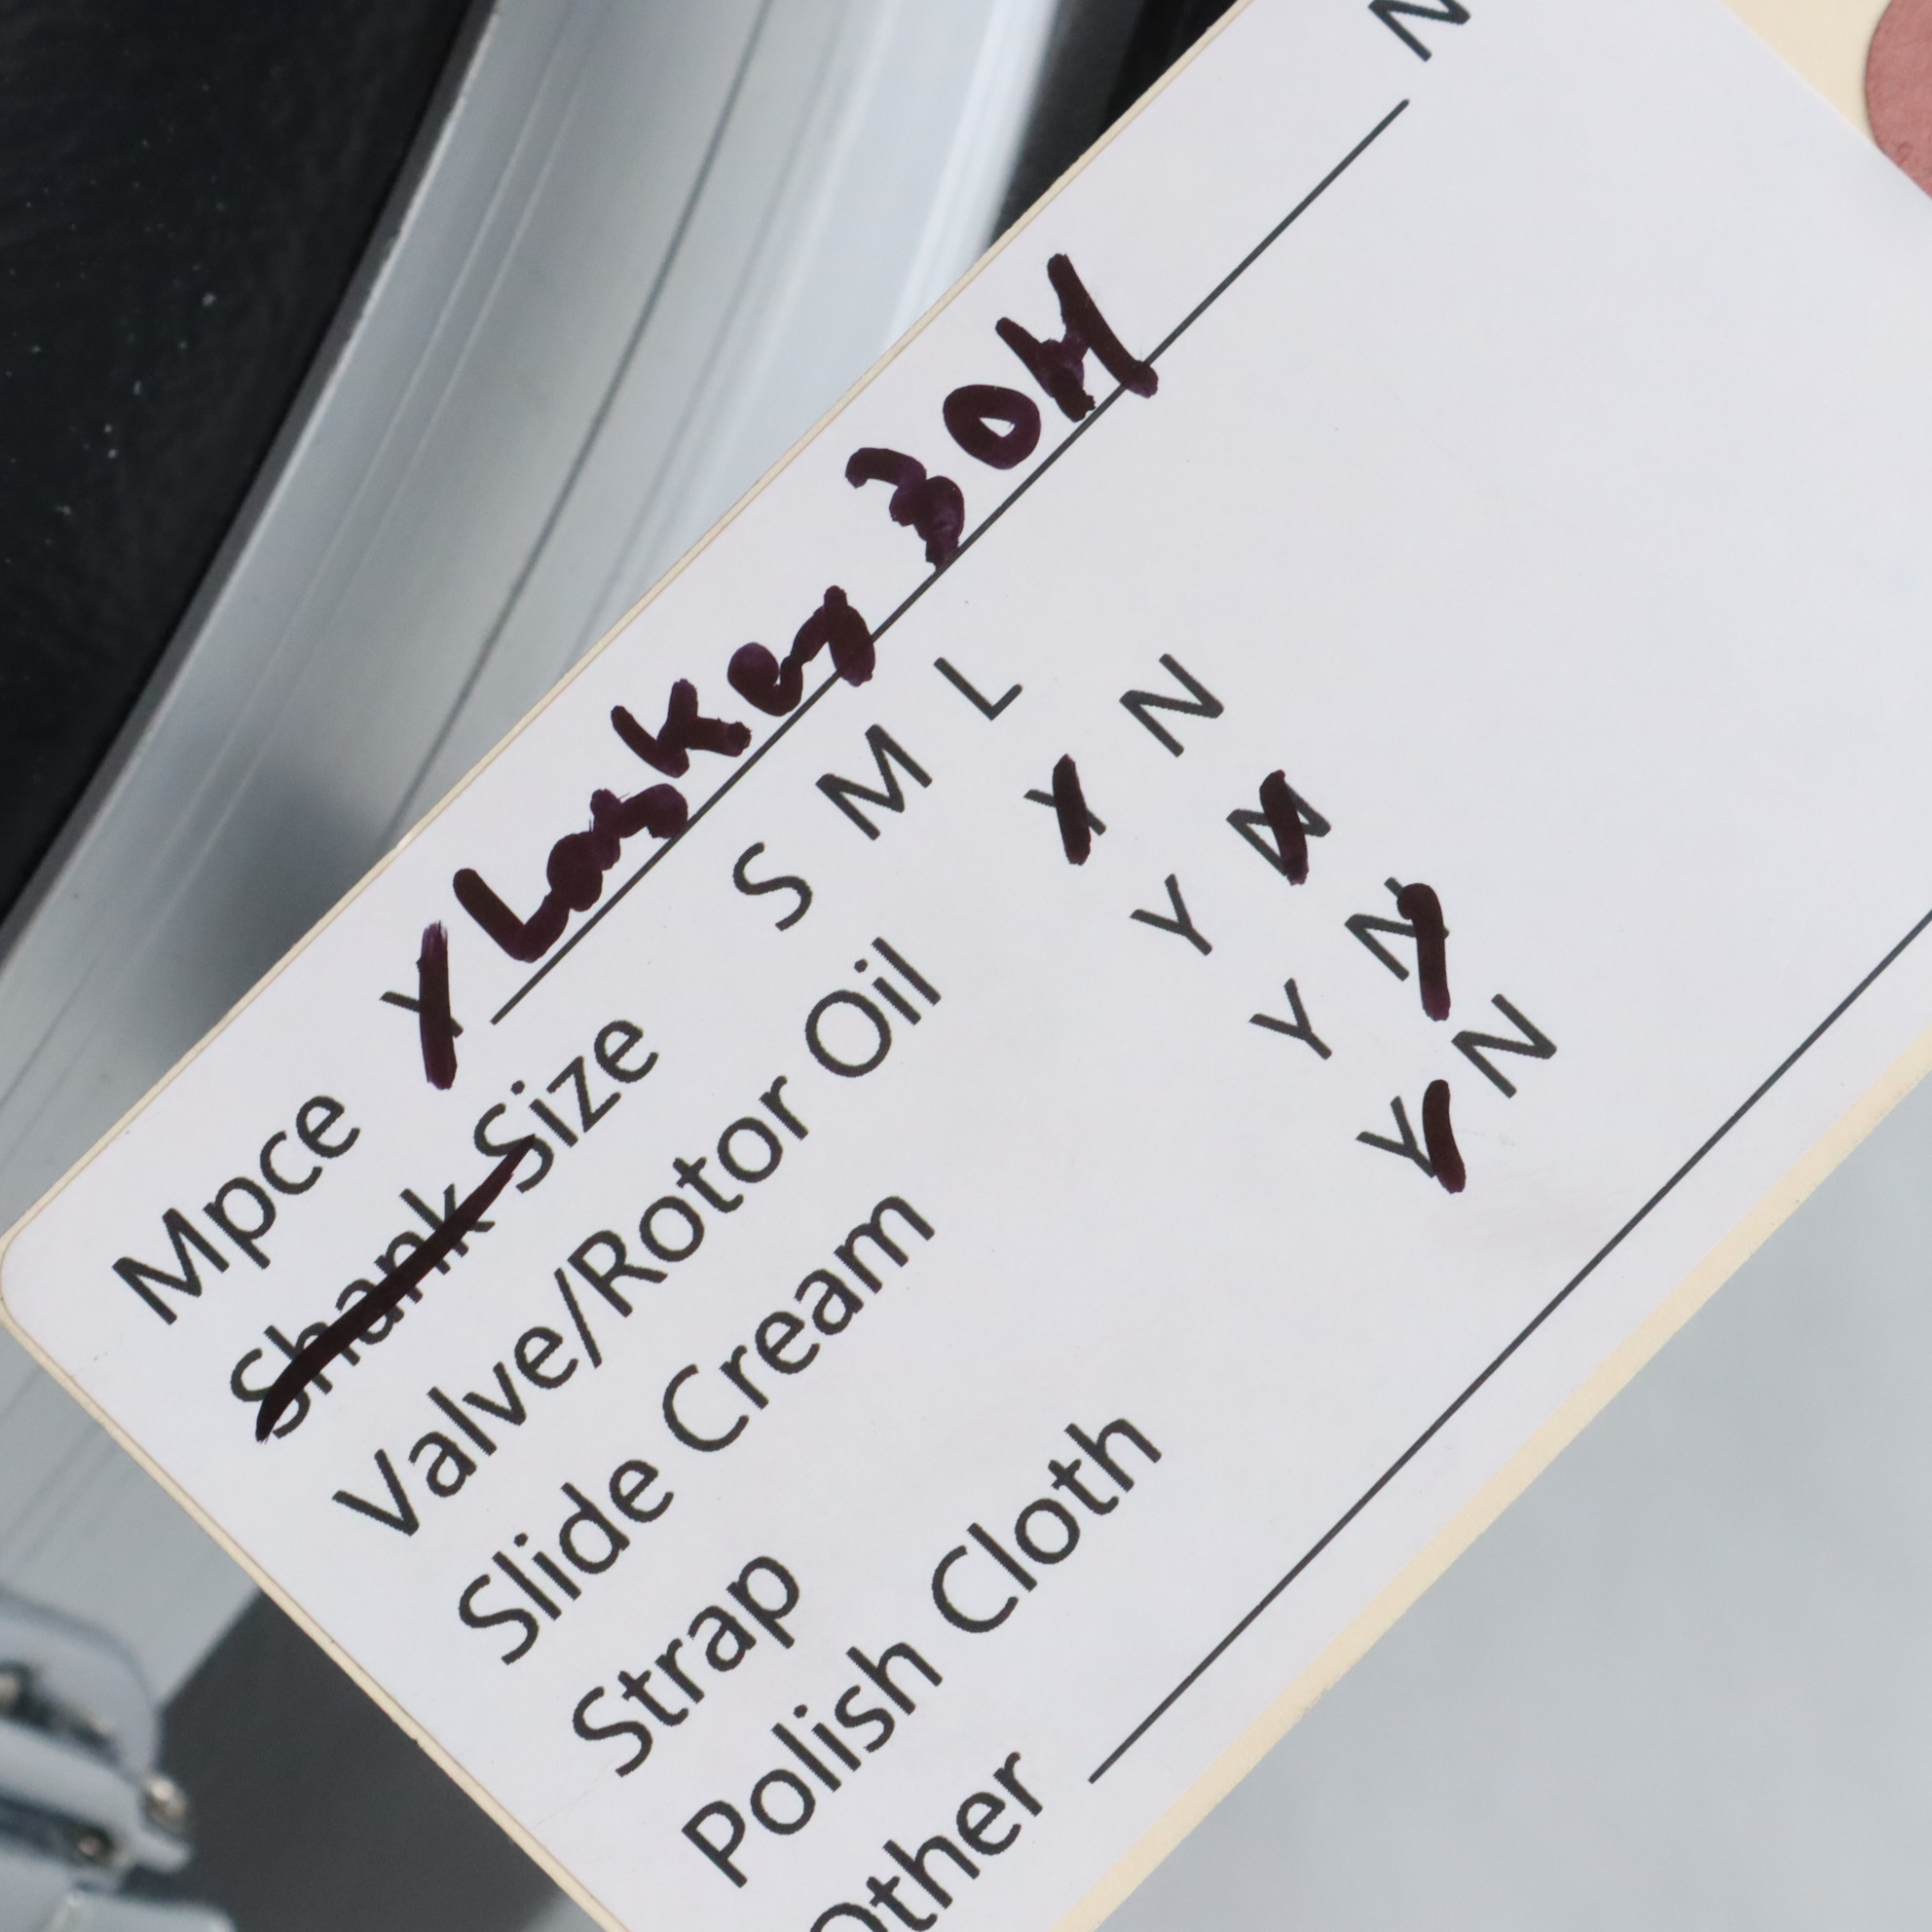 Mpce Y Laskey 30H N
Shank Size S M L
Valve/Rotor Oil Y N
Slide Cream Y N
Strap Y N
Polish Cloth Y N
Other